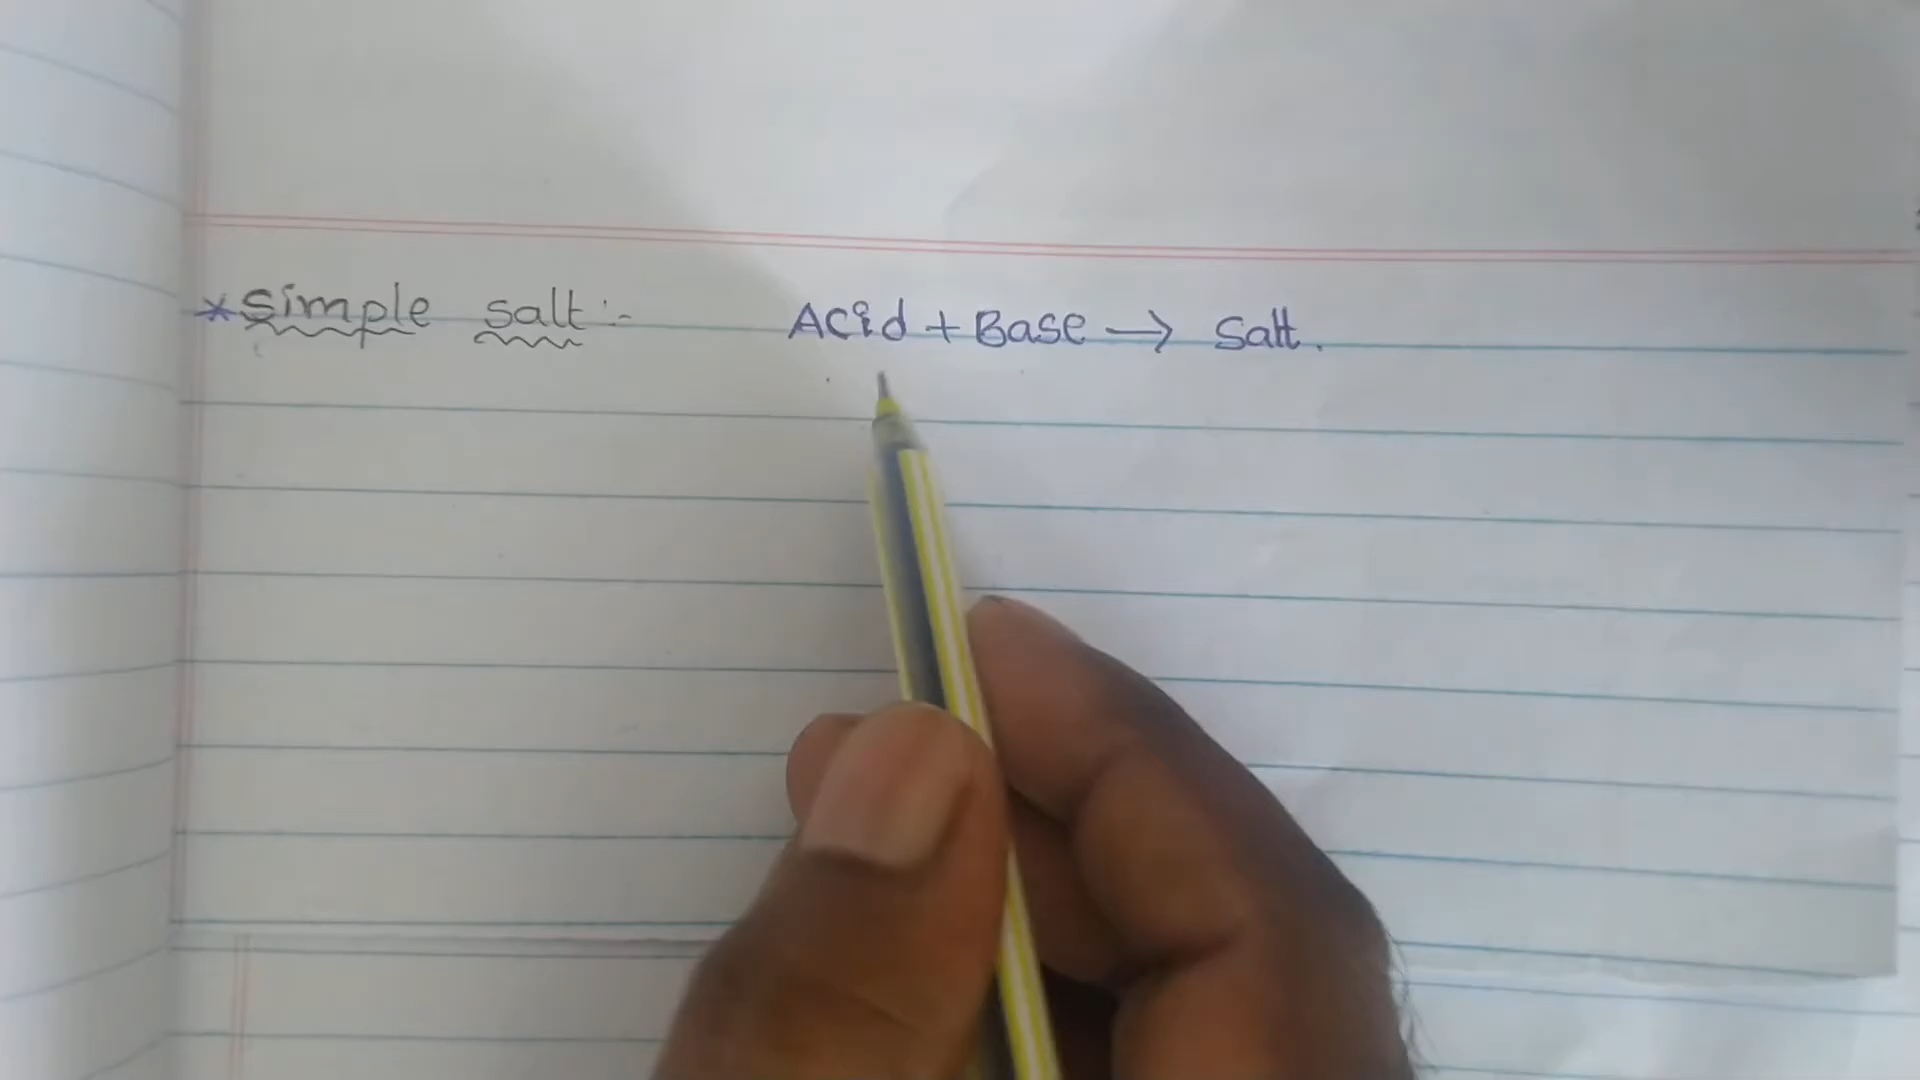 *Simple salt:- Acid + Base → Salt.